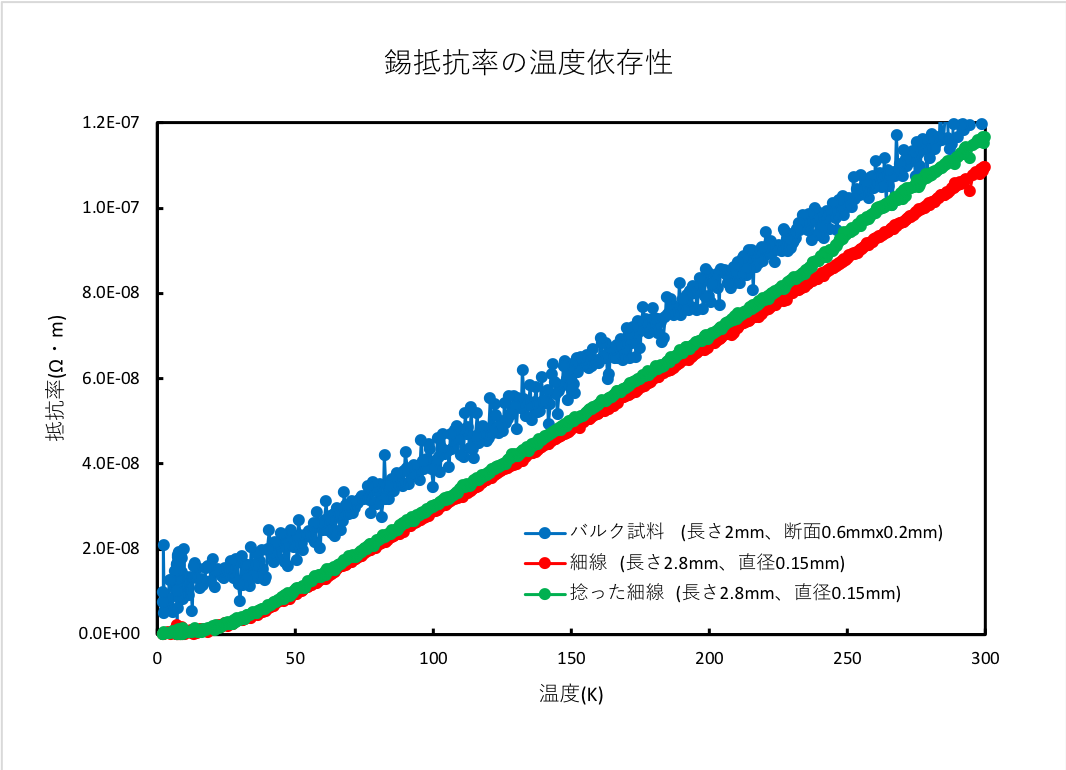 錫抵抗率の温度依存性
1.2E-07
1.0E-07
8.0E-08
6.0E-08
4.0E-08
2.0E-08
0.0E+00
抵抗率(Ω・m)
バルク試料 (長さ2mm、断面0.6mmx0.2mm)
細線 (長さ2.8mm、直径0.15mm)
捻った細線 (長さ2.8mm、直径0.15mm)
0 50 100 150 200 250 300
温度(K)